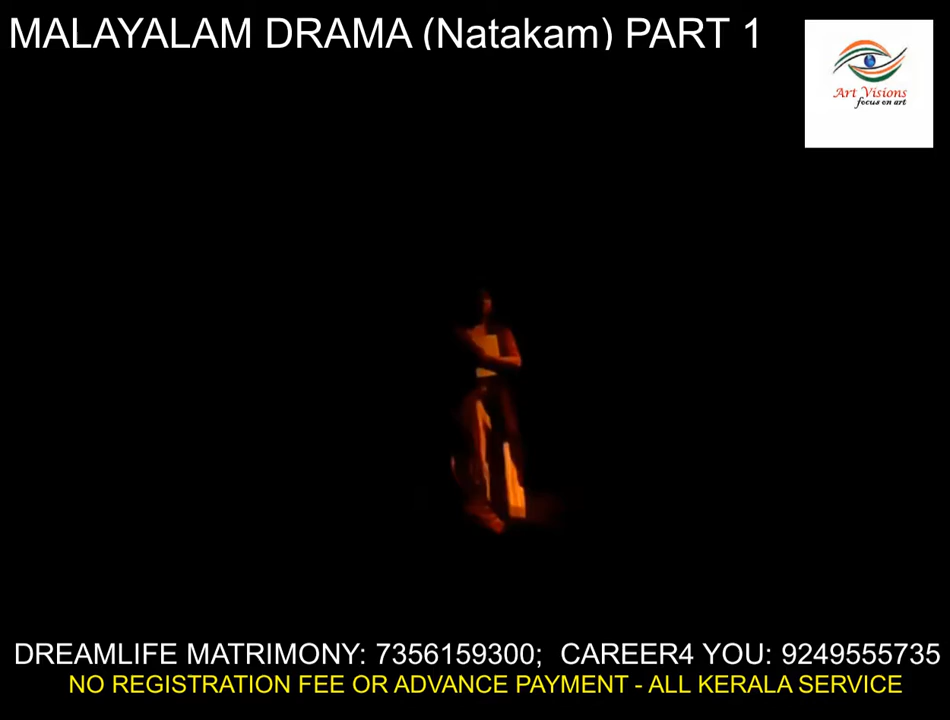 MALAYALAM DRAMA (Natakam) PART 1
Art Visions
focus on art
DREAMLIFE MATRIMONY: 7356159300; CAREER4 YOU: 9249555735
NO REGISTRATION FEE OR ADVANCE PAYMENT - ALL KERALA SERVICE